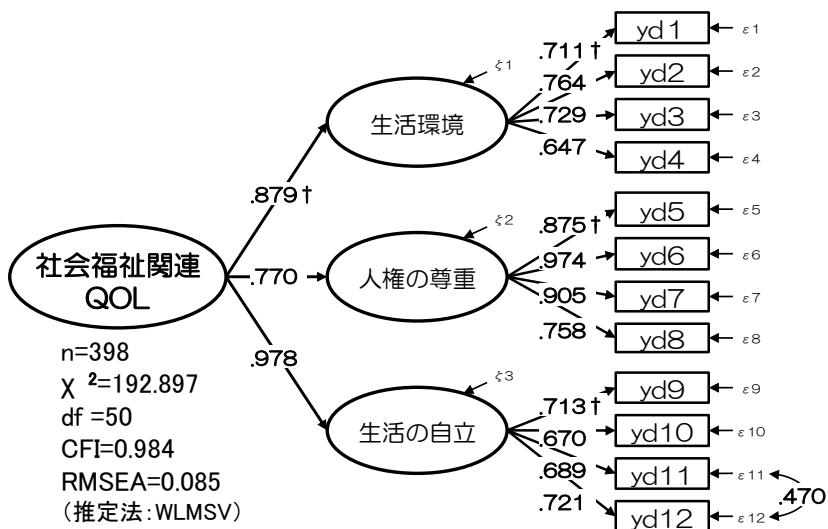 ζ1
.711†
yd1
ε1
.764
yd2
ε2
生活環境
.729
yd3
ε3
.647
yd4
ε4
.879†
ζ2
.875†
yd5
ε5
.974
yd6
ε6
社会福祉関連
QOL
.770
人権の尊重
.905
yd7
ε7
.758
yd8
ε8
.978
ζ3
.713†
yd9
ε9
.670
yd10
ε10
生活の自立
.689
yd11
ε11
.721
yd12
ε12
.470
n=398
χ²=192.897
df =50
CFI=0.984
RMSEA=0.085
(推定法:WLMSV)